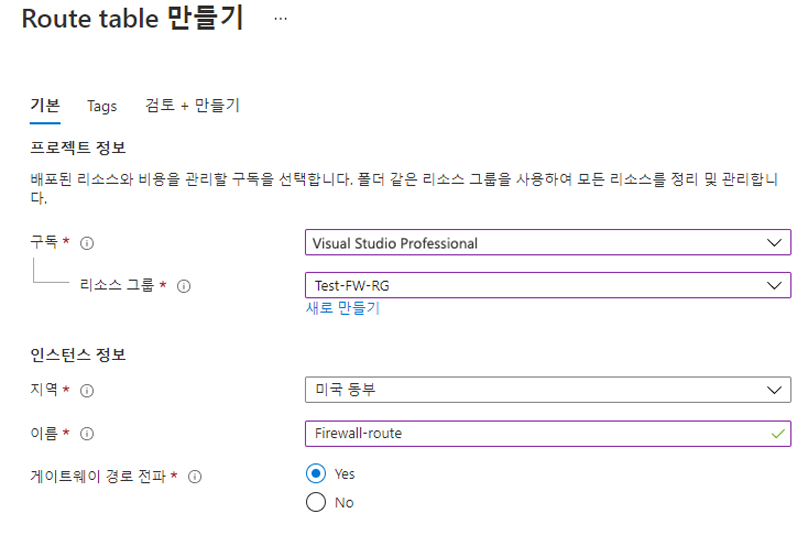 Route table 만들기 ...
기본 Tags 검토 + 만들기
프로젝트 정보
배포된 리소스와 비용을 관리할 구독을 선택합니다. 폴더 같은 리소스 그룹을 사용하여 모든 리소스를 정리 및 관리합니
다.
구독 * Visual Studio Professional
리소스 그룹 * Test-FW-RG
새로 만들기
인스턴스 정보
지역 * 미국 동부
이름 * Firewall-route
게이트웨이 경로 전파 * Yes
No